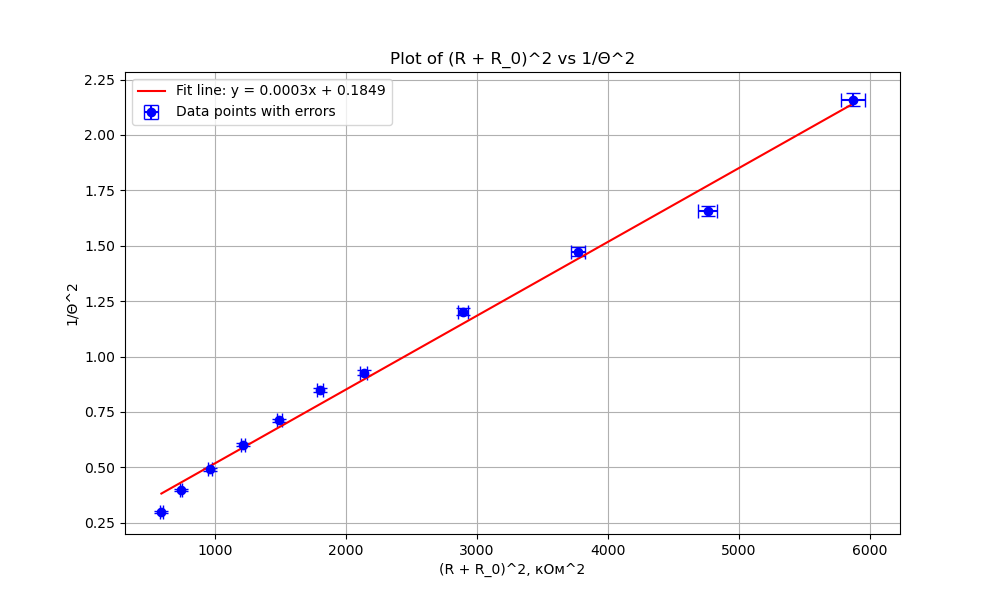 Plot of (R + R_0)^2 vs 1/Θ^2
Fit line: y = 0.0003x + 0.1849
Data points with errors
2.25
2.00
1.75
1.50
1.25
1.00
0.75
0.50
0.25
1/Θ^2
1000 2000 3000 4000 5000 6000
(R + R_0)^2, кОм^2